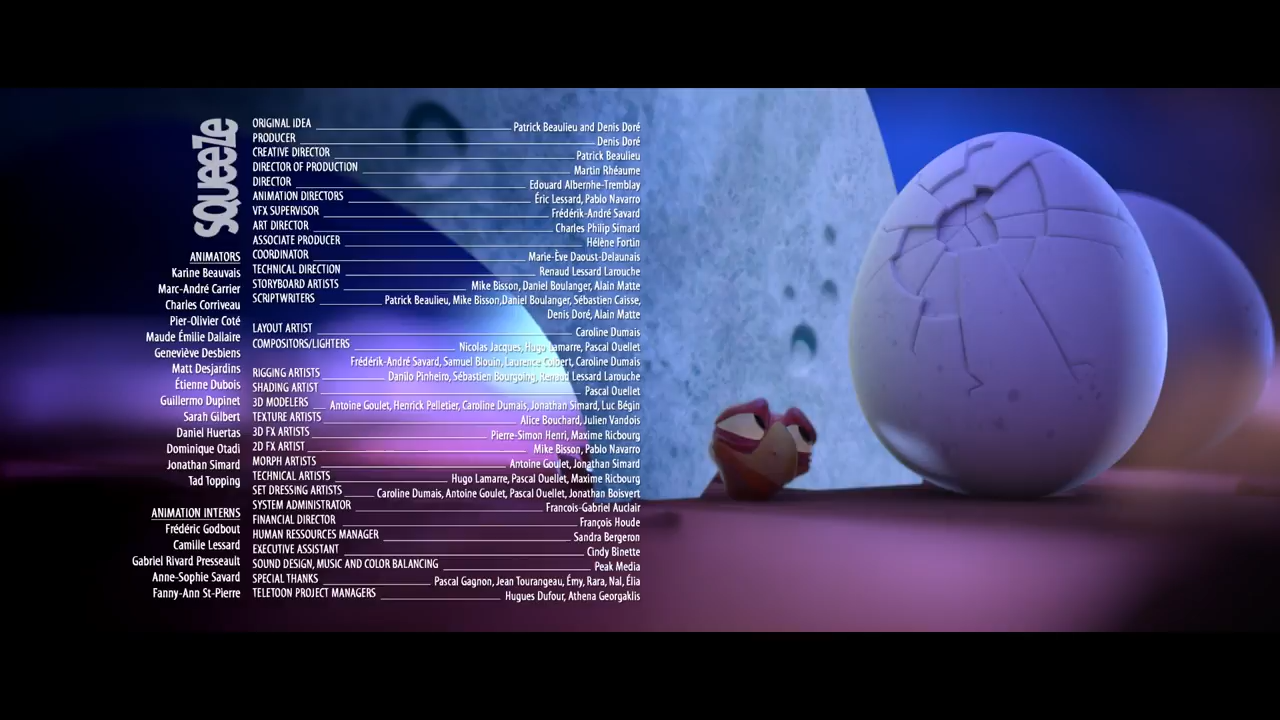 squeeze
ANIMATORS
Karine Beauvais
Marc-André Carrier
Charles Corriveau
Pier-Olivier Coté
Maude Émilie Dallaire
Geneviève Desbiens
Matt Desjardins
Étienne Dubois
Guillermo Dupinet
Sarah Gilbert
Daniel Huertas
Dominique Otadi
Jonathan Simard
Tad Topping
ANIMATION INTERNS
Frédéric Godbout
Camille Lessard
Gabriel Rivard Presseault
Anne-Sophie Savard
Fanny-Ann St-Pierre
ORIGINAL IDEA Patrick Beaulieu and Denis Doré
PRODUCER Denis Doré
CREATIVE DIRECTOR Patrick Beaulieu
DIRECTOR OF PRODUCTION Martin Rhéaume
DIRECTOR Edouard Albernhe-Tremblay
ANIMATION DIRECTORS Éric Lessard, Pablo Navarro
VFX SUPERVISOR Frédérik-André Savard
ART DIRECTOR Charles Philip Simard
ASSOCIATE PRODUCER Hélène Fortin
COORDINATOR Marie-Ève Daoust-Delaunais
TECHNICAL DIRECTION Renaud Lessard Larouche
STORYBOARD ARTISTS Mike Bisson, Daniel Boulanger, Alain Matte
SCRIPTWRITERS Patrick Beaulieu, Mike Bisson,Daniel Boulanger, Sébastien Caisse,
Denis Doré, Alain Matte
LAYOUT ARTIST Caroline Dumais
COMPOSITORS/LIGHTERS Nicolas Jacques, Hugo Lamarre, Pascal Ouellet
Frédérik-André Savard, Samuel Blouin, Laurence Colbert, Caroline Dumais
RIGGING ARTISTS Danilo Pinheiro, Sébastien Bourgoing, Renaud Lessard Larouche
SHADING ARTIST Pascal Ouellet
3D MODELERS Antoine Goulet, Henrick Pelletier, Caroline Dumais, Jonathan Simard, Luc Bégin
TEXTURE ARTISTS Alice Bouchard, Julien Vandois
3D FX ARTISTS Pierre-Simon Henri, Maxime Ricbourg
2D FX ARTIST Mike Bisson, Pablo Navarro
MORPH ARTISTS Antoine Goulet, Jonathan Simard
TECHNICAL ARTISTS Hugo Lamarre, Pascal Ouellet, Maxime Ricbourg
SET DRESSING ARTISTS Caroline Dumais, Antoine Goulet, Pascal Ouellet, Jonathan Boisvert
SYSTEM ADMINISTRATOR Francois-Gabriel Auclair
FINANCIAL DIRECTOR François Houde
HUMAN RESSOURCES MANAGER Sandra Bergeron
EXECUTIVE ASSISTANT Cindy Binette
SOUND DESIGN, MUSIC AND COLOR BALANCING Peak Media
SPECIAL THANKS Pascal Gagnon, Jean Tourangeau, Émy, Rara, Nal, Élia
TELETOON PROJECT MANAGERS Hugues Dufour, Athena Georgaklis